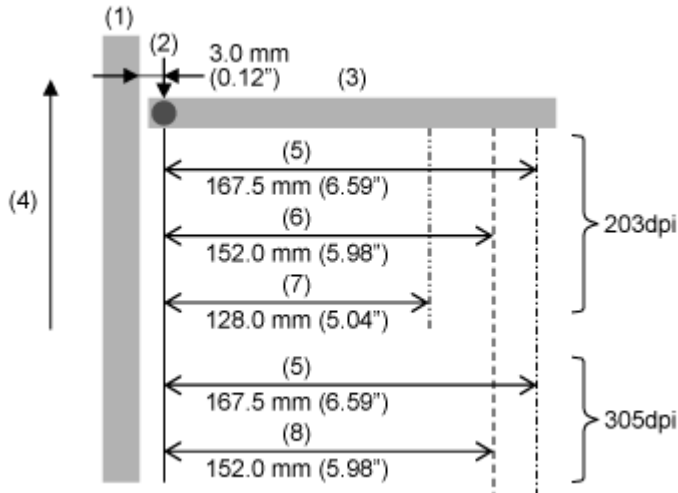 (1)
(2)
3.0 mm
(0.12”)
(3)
(4)
(5)
167.5 mm (6.59”)
(6)
152.0 mm (5.98”)
203dpi
(7)
128.0 mm (5.04”)
(5)
167.5 mm (6.59”)
305dpi
(8)
152.0 mm (5.98”)